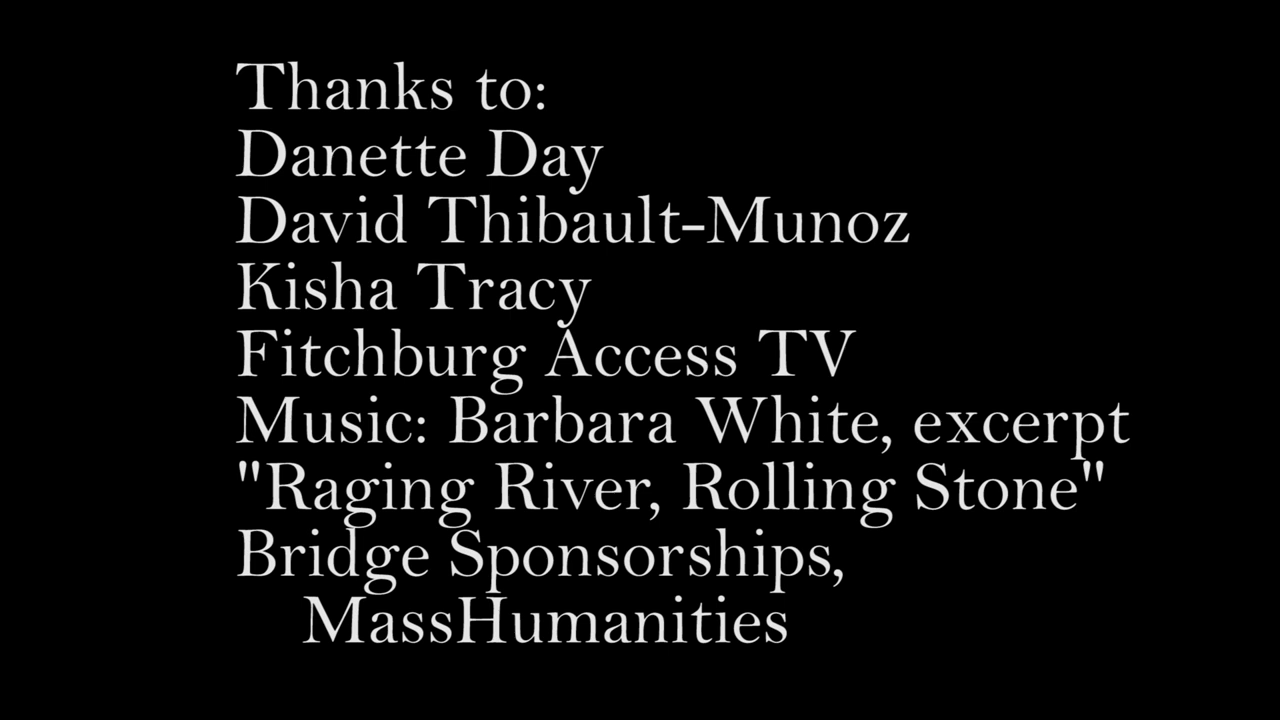 Thanks to:
Danette Day
David Thibault-Munoz
Kisha Tracy
Fitchburg Access TV
Music: Barbara White, excerpt
"Raging River, Rolling Stone"
Bridge Sponsorships,
MassHumanities